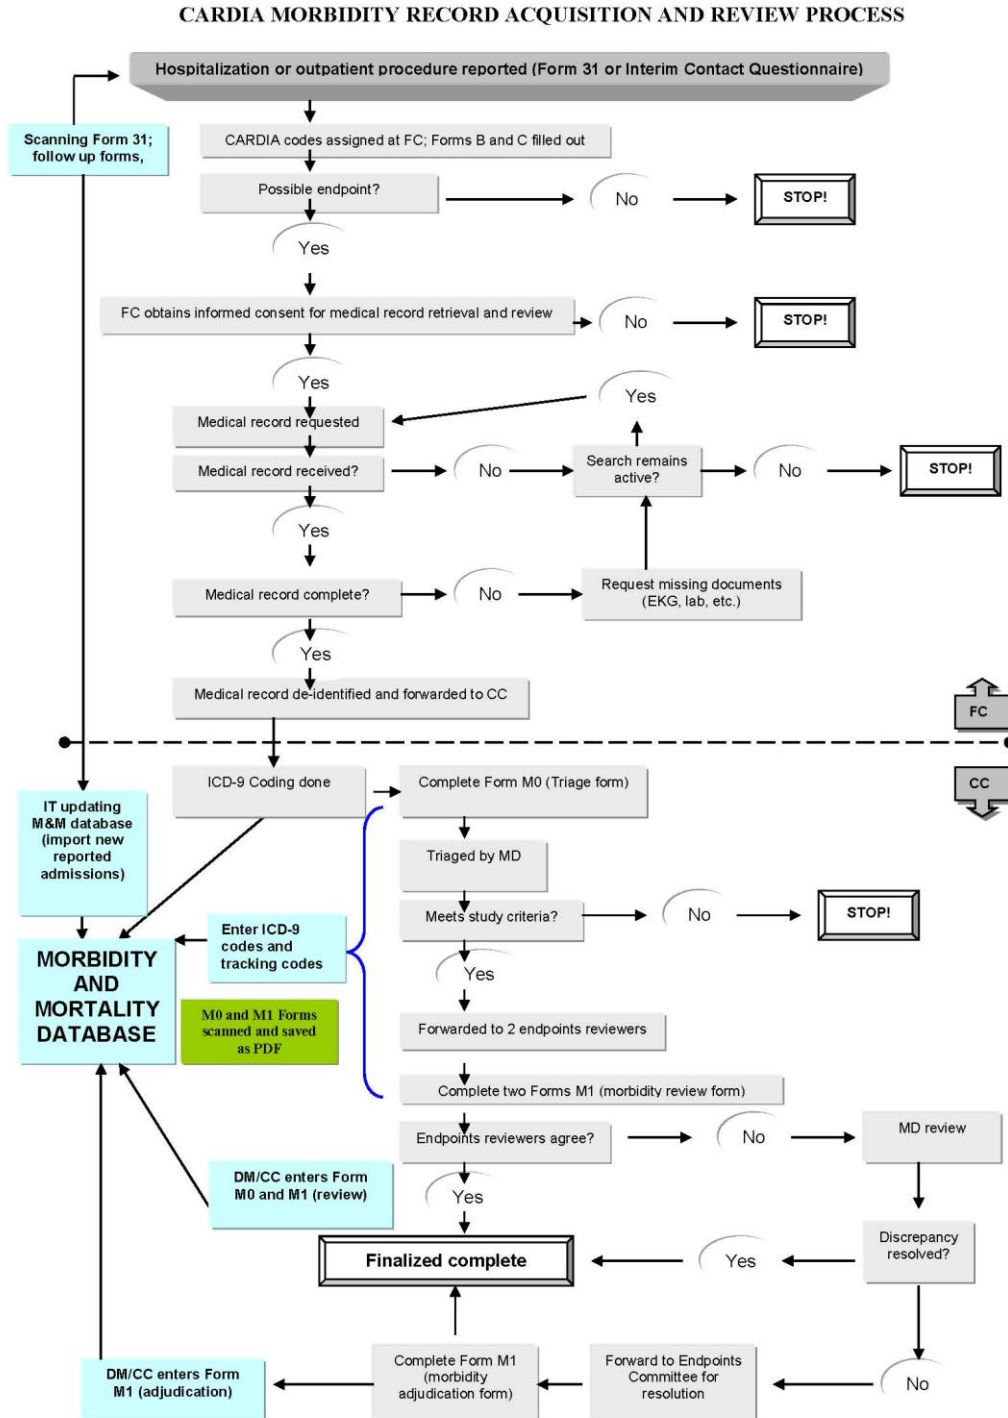 CARDIA MORBIDITY RECORD ACQUISITION AND REVIEW PROCESS
Hospitalization or outpatient procedure reported (Form 31 or Interim Contact Questionnaire)
Scanning Form 31;
follow up forms,
CARDIA codes assigned at FC; Forms B and C filled out
Possible endpoint?
No
STOP!
Yes
FC obtains informed consent for medical record retrieval and review
No
STOP!
Yes
Yes
Medical record requested
Medical record received?
No
Search remains
active?
No
STOP!
Yes
Medical record complete?
No
Request missing documents
(EKG, lab, etc.)
Yes
Medical record de-identified and forwarded to CC
FC
CC
ICD-9 Coding done
Complete Form M0 (Triage form)
IT updating
M&M database
(import new
reported
admissions)
Triaged by MD
Meets study criteria?
No
STOP!
Enter ICD-9
codes and
tracking codes
MORBIDITY
AND
MORTALITY
DATABASE
Yes
M0 and M1 Forms
scanned and saved
as PDF
Forwarded to 2 endpoints reviewers
Complete two Forms M1 (morbidity review form)
Endpoints reviewers agree?
No
MD review
DM/CC enters Form
M0 and M1 (review)
Yes
Discrepancy
resolved?
Yes
Finalized complete
DM/CC enters Form
M1 (adjudication)
Complete Form M1
(morbidity
adjudication form)
Forward to Endpoints
Committee for
resolution
No